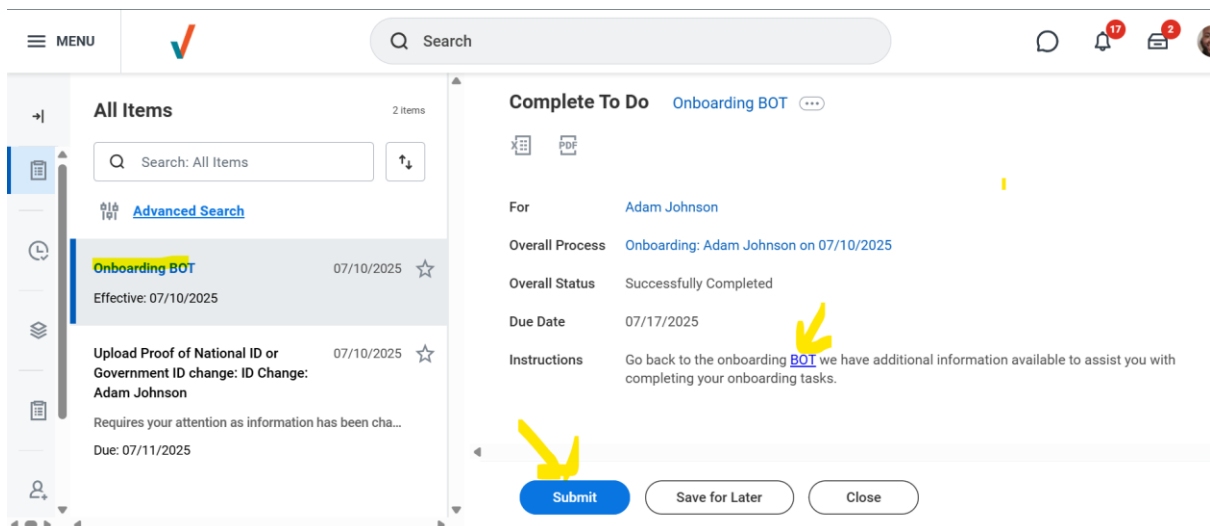 MENU
Search
17
2
All Items
2 items
Search: All Items
Advanced Search
Onboarding BOT
07/10/2025
Effective: 07/10/2025
Upload Proof of National ID or
07/10/2025
Government ID change: ID Change:
Adam Johnson
Requires your attention as information has been cha...
Due: 07/11/2025
Complete To Do Onboarding BOT
PDF
For Adam Johnson
Overall Process Onboarding: Adam Johnson on 07/10/2025
Overall Status Successfully Completed
Due Date 07/17/2025
Instructions Go back to the onboarding BOT we have additional information available to assist you with
completing your onboarding tasks.
Submit
Save for Later
Close